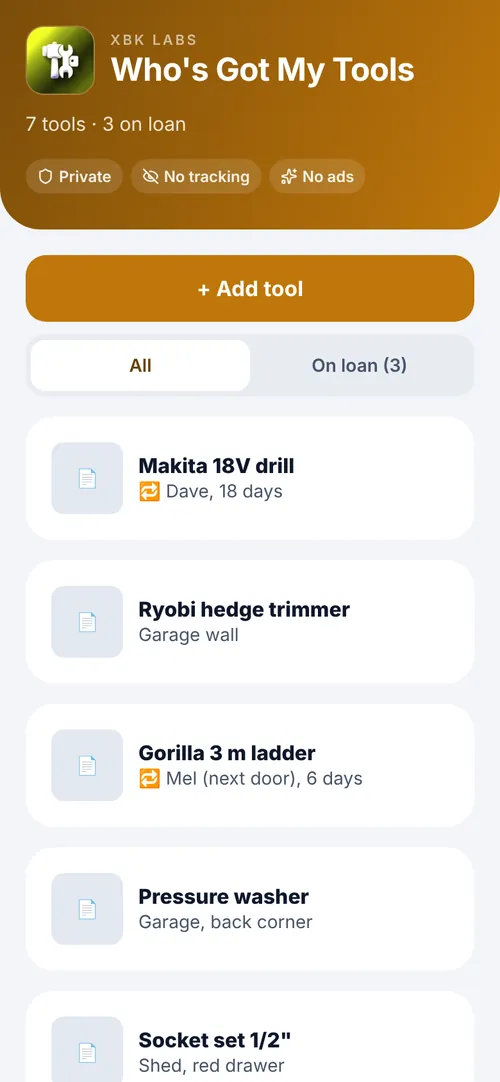 XBK LABS
Who's Got My Tools
7 tools · 3 on loan
Private
No tracking
No ads
+ Add tool
All
On loan (3)
Makita 18V drill
🔁 Dave, 18 days
Ryobi hedge trimmer
Garage wall
Gorilla 3 m ladder
🔁 Mel (next door), 6 days
Pressure washer
Garage, back corner
Socket set 1/2"
Shed, red drawer